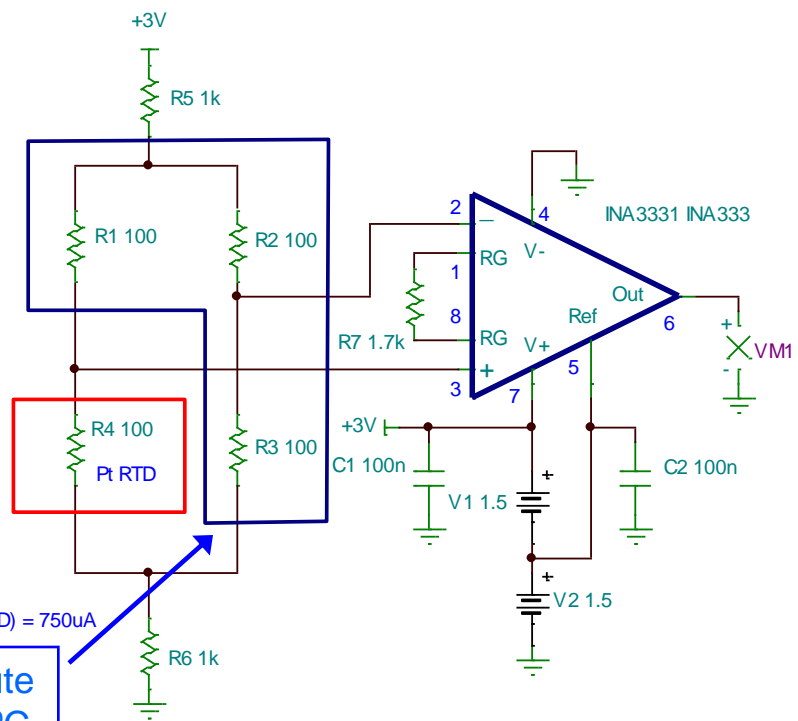 +3V
R5 1k
R1 100
R2 100
2
4
INA3331 INA333
RG
V-
1
Out
8
Ref
6
R7 1.7k
RG
V+
VM1
3
7
5
R4 100
Pt RTD
R3 100
+3V
C1 100n
C2 100n
V1 1.5
V2 1.5
D) = 750uA
R6 1k